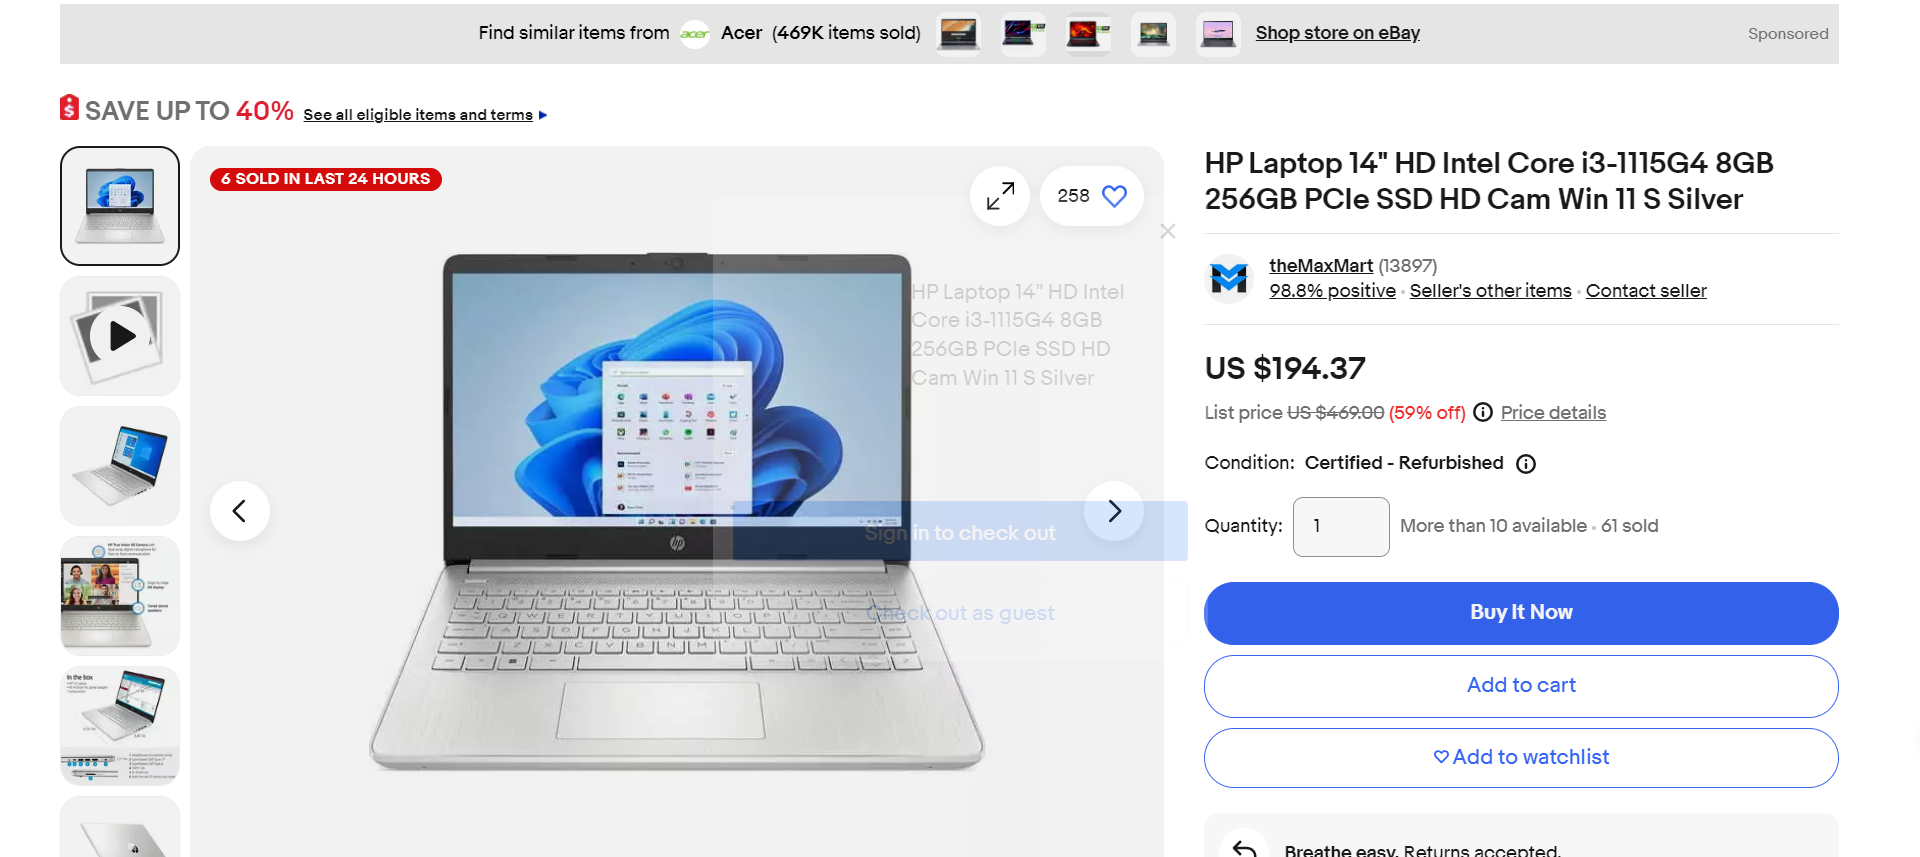 Find similar items from acer Acer (469K items sold) Shop store on eBay Sponsored
SAVE UP TO 40% See all eligible items and terms
6 SOLD IN LAST 24 HOURS
258
HP Laptop 14" HD Intel Core i3-1115G4 8GB
256GB PCIe SSD HD Cam Win 11 S Silver
theMaxMart (13897)
98.8% positive · Seller's other items · Contact seller
HP Laptop 14" HD Intel
Core i3-1115G4 8GB
256GB PCIe SSD HD
Cam Win 11 S Silver
US $194.37
List price US $469.00 (59% off) Price details
Condition: Certified - Refurbished
Quantity: 1 More than 10 available · 61 sold
Sign in to check out
Check out as guest
Buy It Now
Add to cart
Add to watchlist
In the box
Breathe easy. Returns accepted.